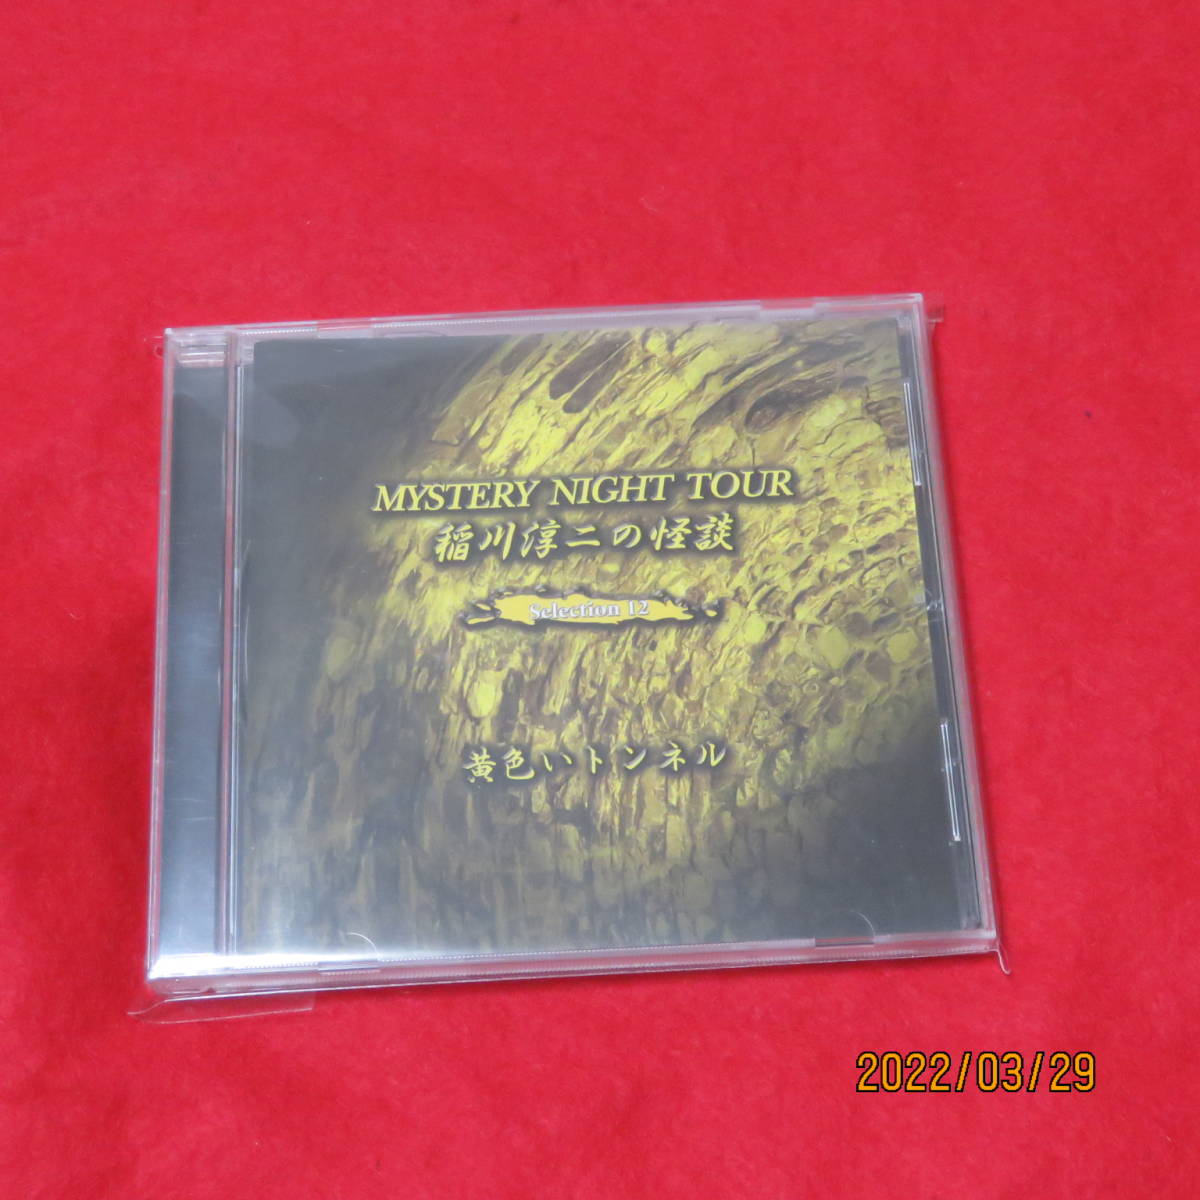 MYSTERY NIGHT TOUR
稲川淳二の怪談
Selection 12
黄色いトンネル
2022/03/29